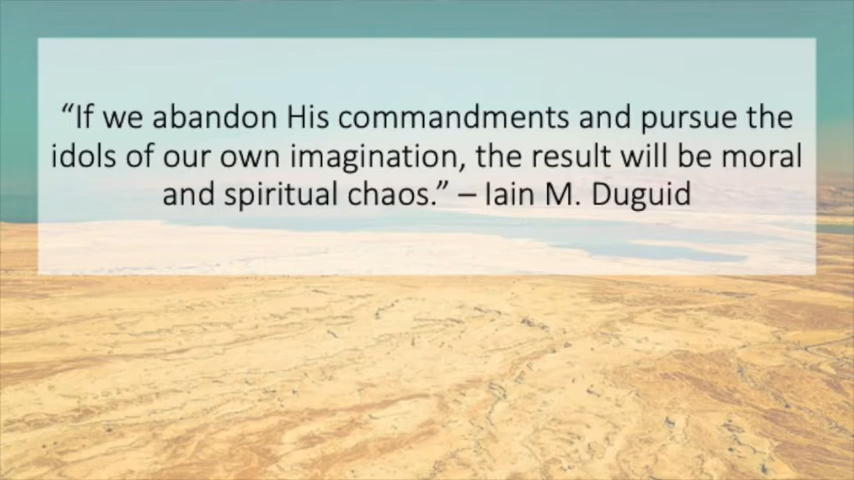 “If we abandon His commandments and pursue the
idols of our own imagination, the result will be moral
and spiritual chaos.” – Iain M. Duguid